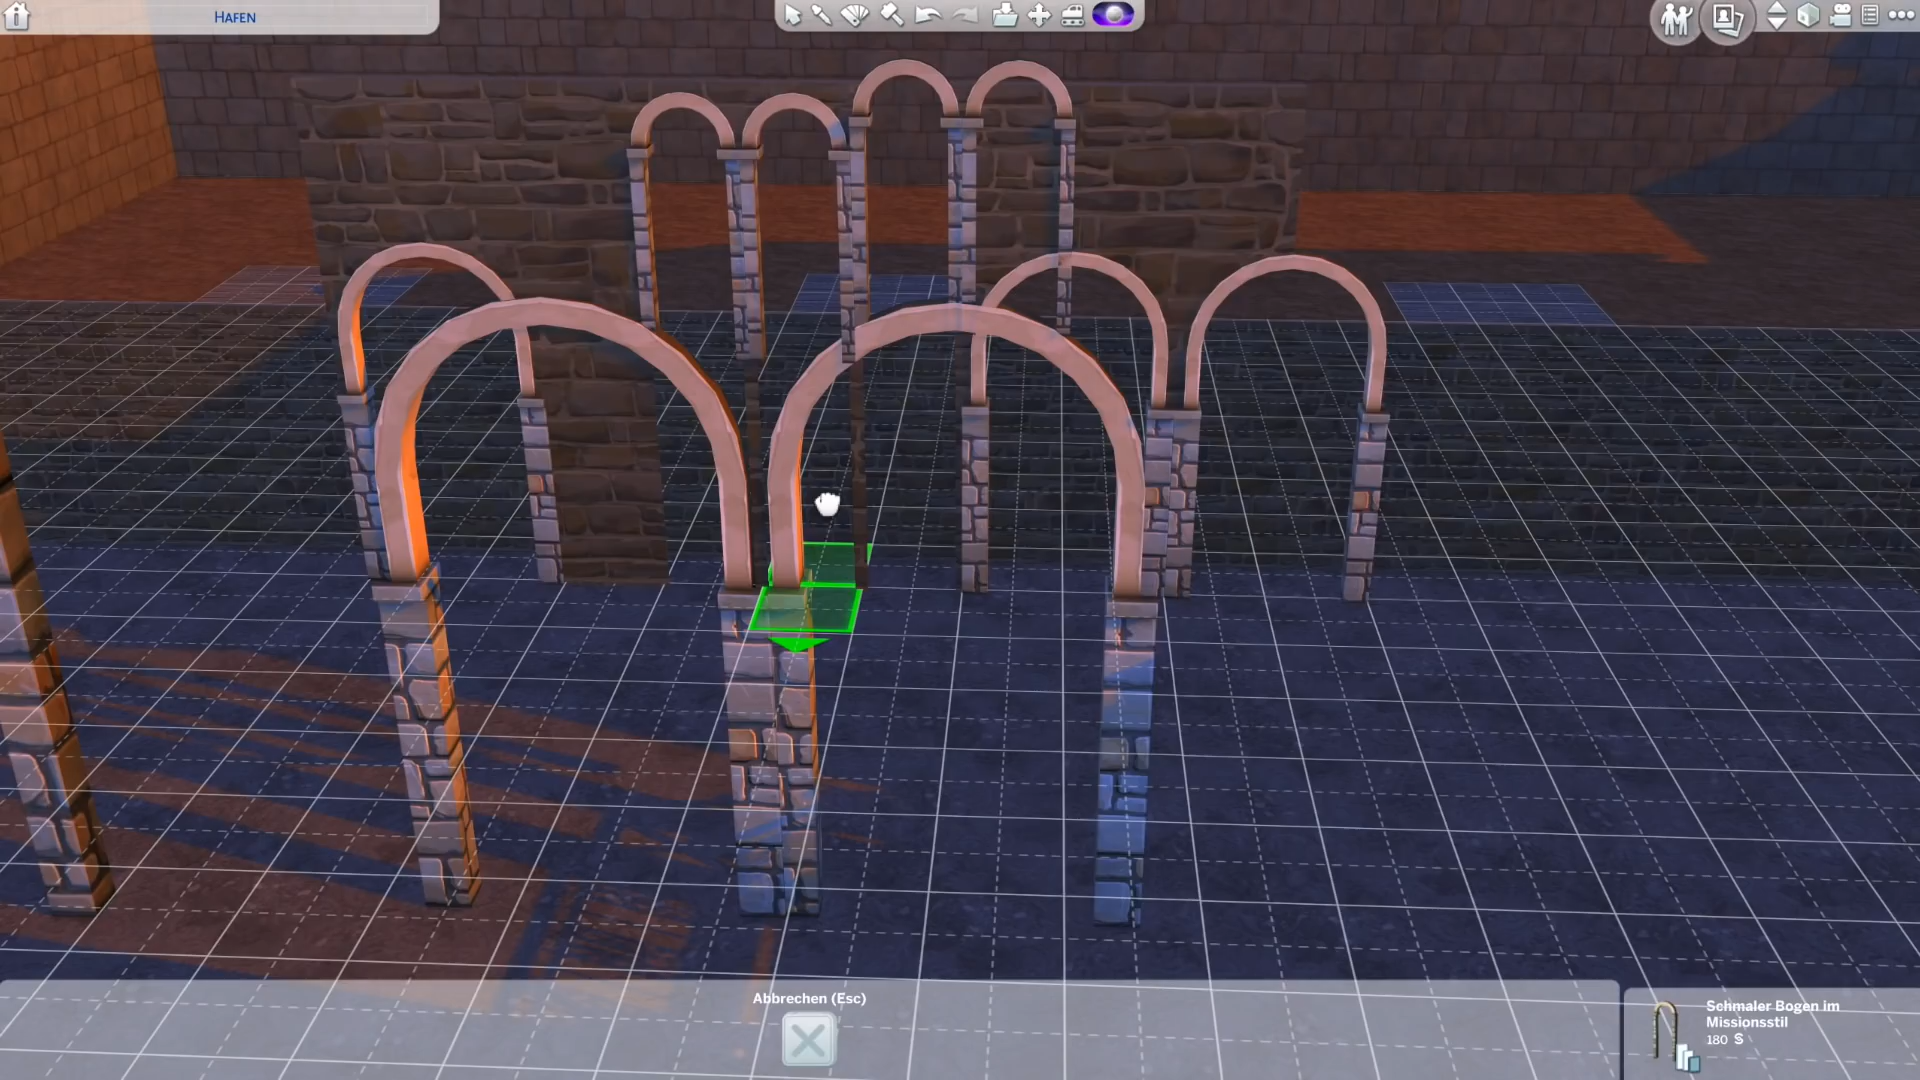 HAFEN
Abbrechen (Esc)
Schmaler Bogen im
Missionsstil
180 §